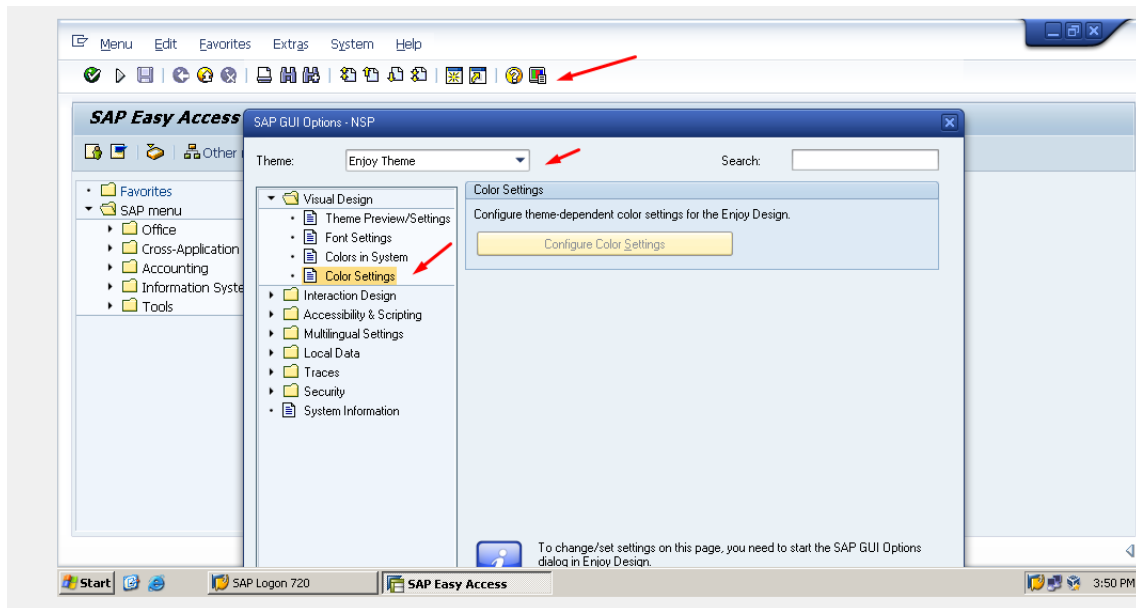 Menu Edit Favorites Extras System Help
SAP Easy Access
Other
Favorites
SAP menu
Office
Cross-Application
Accounting
Information Syste
Tools
SAP GUI Options - NSP
Theme: Enjoy Theme Search:
Visual Design
Theme Preview/Settings
Font Settings
Colors in System
Color Settings
Interaction Design
Accessibility & Scripting
Multilingual Settings
Local Data
Traces
Security
System Information
Color Settings
Configure theme-dependent color settings for the Enjoy Design.
Configure Color Settings
To change/set settings on this page, you need to start the SAP GUI Options
dialog in Enjoy Design.
Start SAP Logon 720 SAP Easy Access 3:50 PM